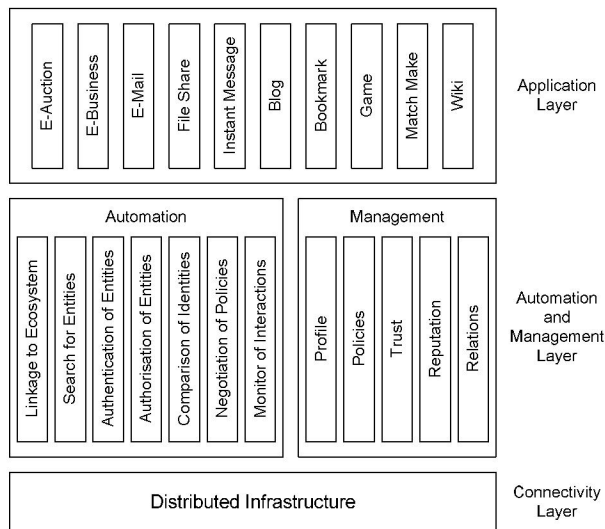 E-Auction
E-Business
E-Mail
File Share
Instant Message
Blog
Bookmark
Game
Match Make
Wiki
Application
Layer
Automation
Linkage to Ecosystem
Search for Entities
Authentication of Entities
Authorisation of Entities
Comparison of Identities
Negotiation of Policies
Monitor of Interactions
Management
Profile
Policies
Trust
Reputation
Relations
Automation
and
Management
Layer
Distributed Infrastructure
Connectivity
Layer